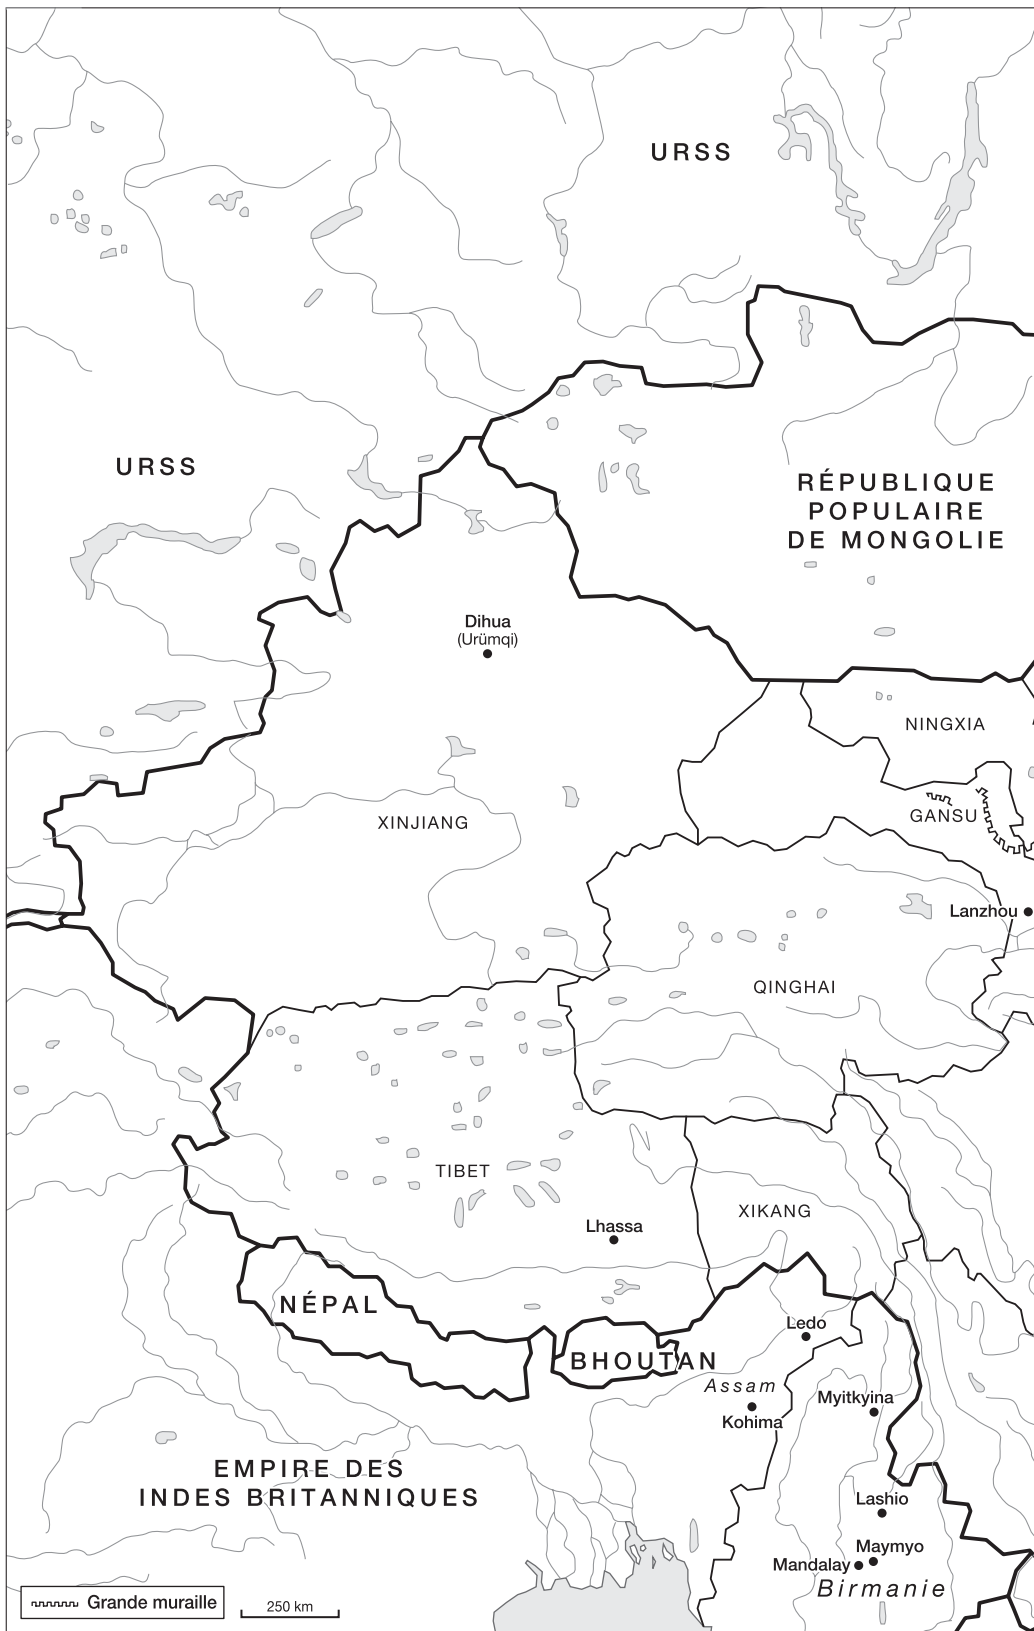 URSS
URSS
RÉPUBLIQUE
POPULAIRE
DE MONGOLIE
Dihua
(Urümqi)
NINGXIA
GANSU
XINJIANG
Lanzhou
QINGHAI
TIBET
XIKANG
Lhassa
NÉPAL
Ledo
BHOUTAN
Assam
Myitkyina
Kohima
EMPIRE DES
INDES BRITANNIQUES
Lashio
Maymyo
Mandalay
Birmanie
Grande muraille
250 km